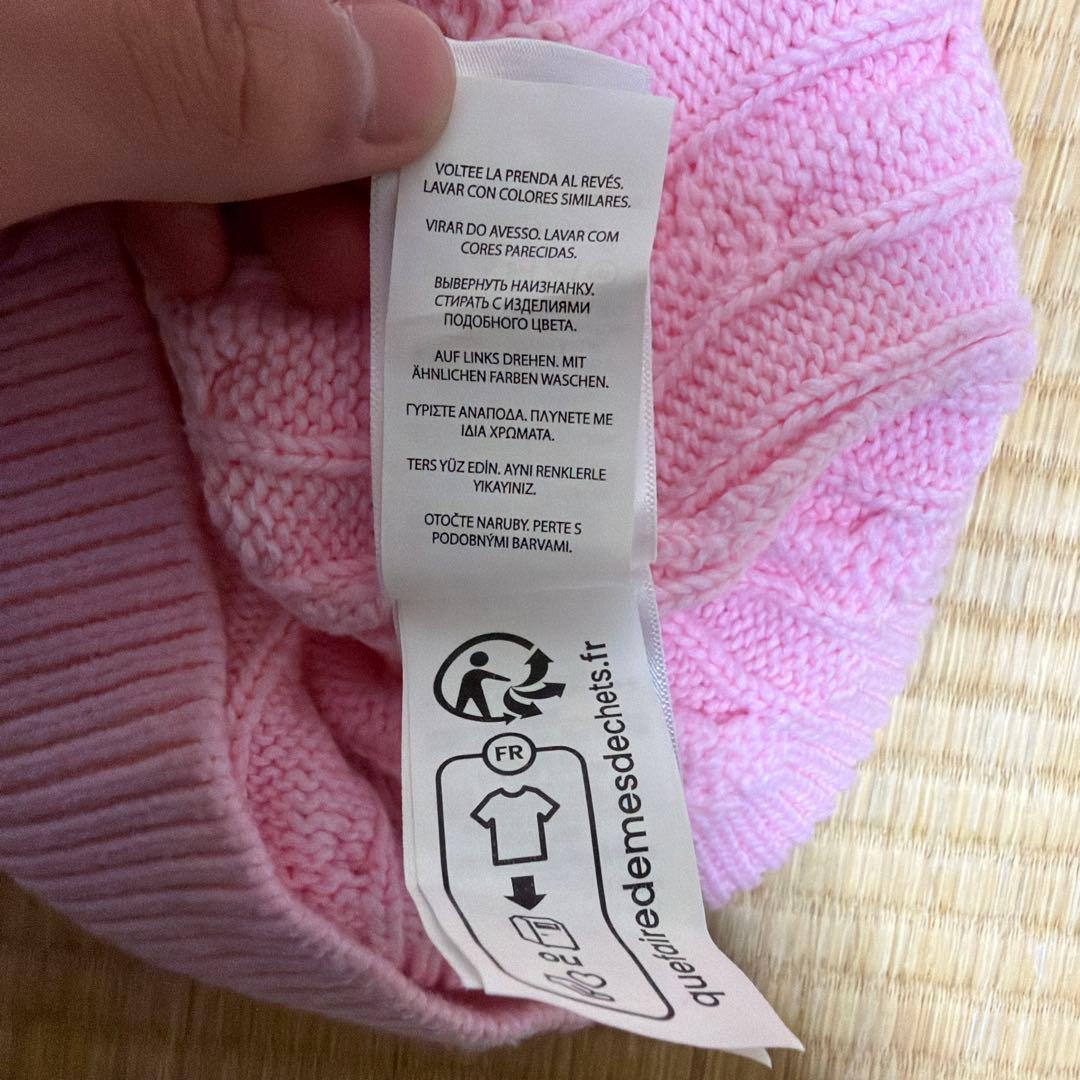 VOLTEE LA PRENDA AL REVÉS.
LAVAR CON COLORES SIMILARES.
VIRAR DO AVESSO. LAVAR COM
CORES PARECIDAS.
ВЫВЕРНУТЬ НАИЗНАНКУ.
СТИРАТЬ С ИЗДЕЛИЯМИ
ПОДОБНОГО ЦВЕТА.
AUF LINKS DREHEN. MIT
ÄHNLICHEN FARBEN WASCHEN.
ΓΥΡΙΣΤΕ ΑΝΑΠΟΔΑ. ΠΛΥΝΕΤΕ ΜΕ
ΙΔΙΑ ΧΡΩΜΑΤΑ.
TERS YÜZ EDİN. AYNI RENKLERLE
YIKAYINIZ.
OTOČTE NARUBY. PERTE S
PODOBNÝMI BARVAMI.
FR
quefairedemesdechets.fr